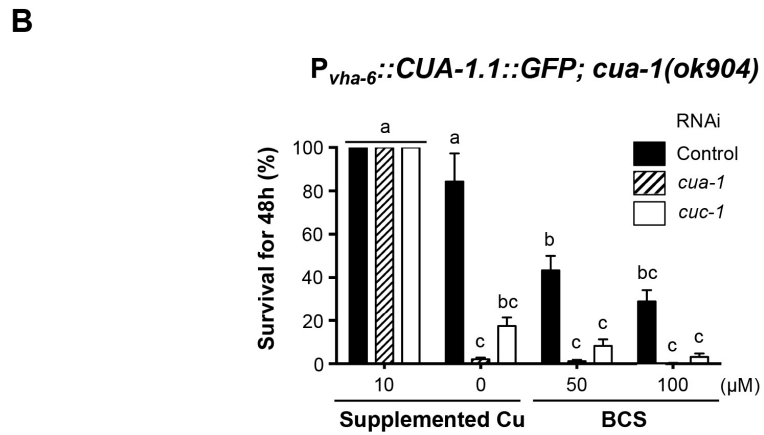 B
Pvha-6::CUA-1.1::GFP; cua-1(ok904)
RNAi
Control
cua-1
cuc-1
Survival for 48h (%)
100
80
60
40
20
0
a
a
c
bc
b
c
c
bc
c
c
10
0
50
100
(μM)
Supplemented Cu
BCS